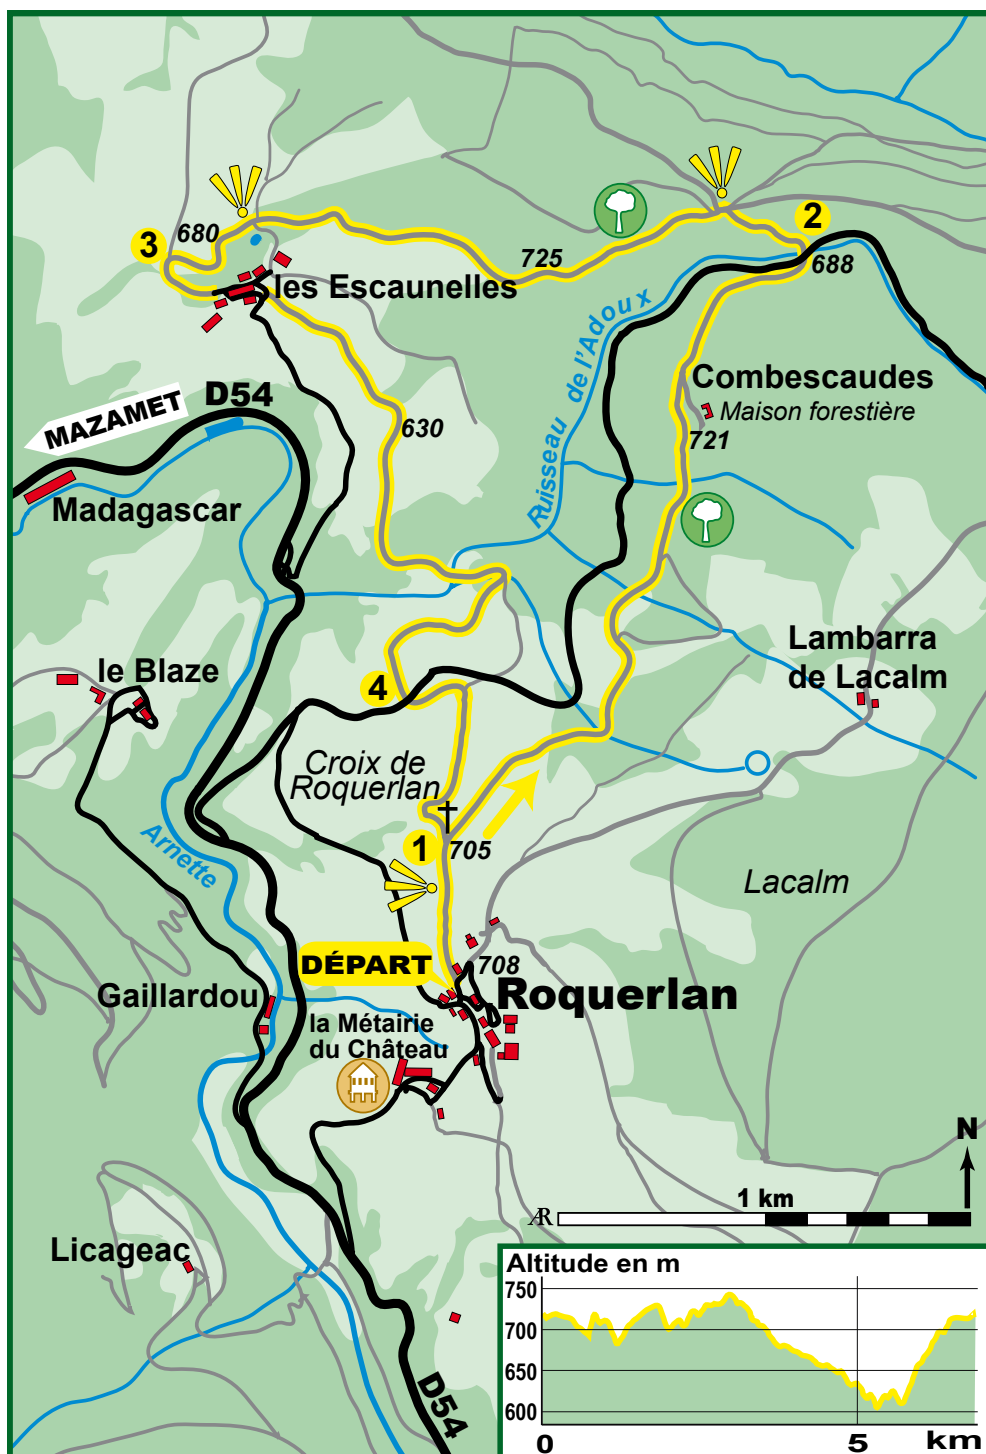 2
3
680
725
688
les Escaunelles
Ruisseau de l'Adoux
Combescaudes
Maison forestière
D54
MAZAMET
630
721
Madagascar
Lambarra
de Lacalm
le Blaze
4
Croix de
Roquerlan
Arnette
1
705
Lacalm
DÉPART
708
Roquerlan
Gaillardou
la Métairie
du Château
N
1 km
AR
Licageac
D54
Altitude en m
750
700
650
600
0
5
km